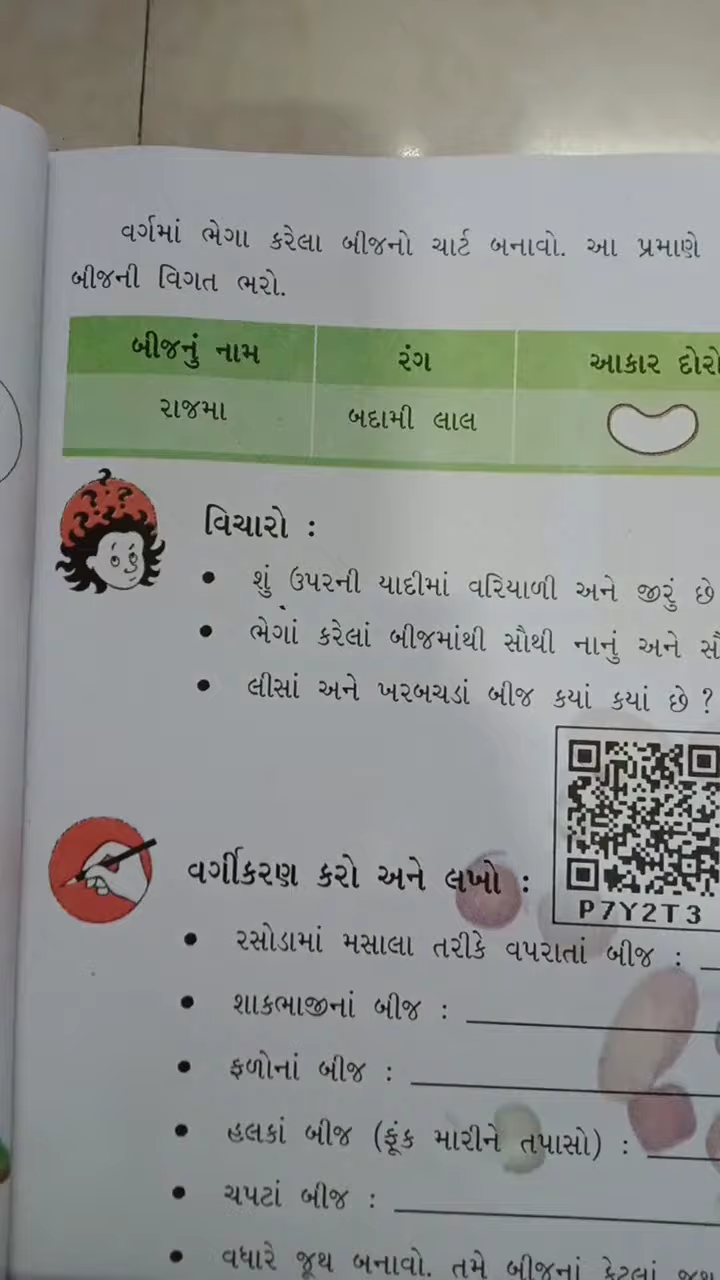 વર્ગમાં ભેગા કરેલા બીજનો ચાર્ટ બનાવો. આ પ્રમાણે
બીજની વિગત ભરો.
બીજનું નામ રંગ આકાર દોરો
રાજમા બદામી લાલ
વિચારો :
• શું ઉપરની યાદીમાં વરિયાળી અને જીરું છે
• ભેગાં કરેલાં બીજમાંથી સૌથી નાનું અને
• લીસાં અને ખરબચડાં બીજ કયાં કયાં છે ?
P7Y2T3
વર્ગીકરણ કરો અને લખો :
• રસોડામાં મસાલા તરીકે વપરાતાં બીજ :
• શાકભાજીનાં બીજ :
• ફળોનાં બીજ :
• હલકાં બીજ (ફૂંક મારીને તપાસો) :
• ચપટાં બીજ :
• વધારે જૂથ બનાવો. તમે બીજનાં કેટલાં